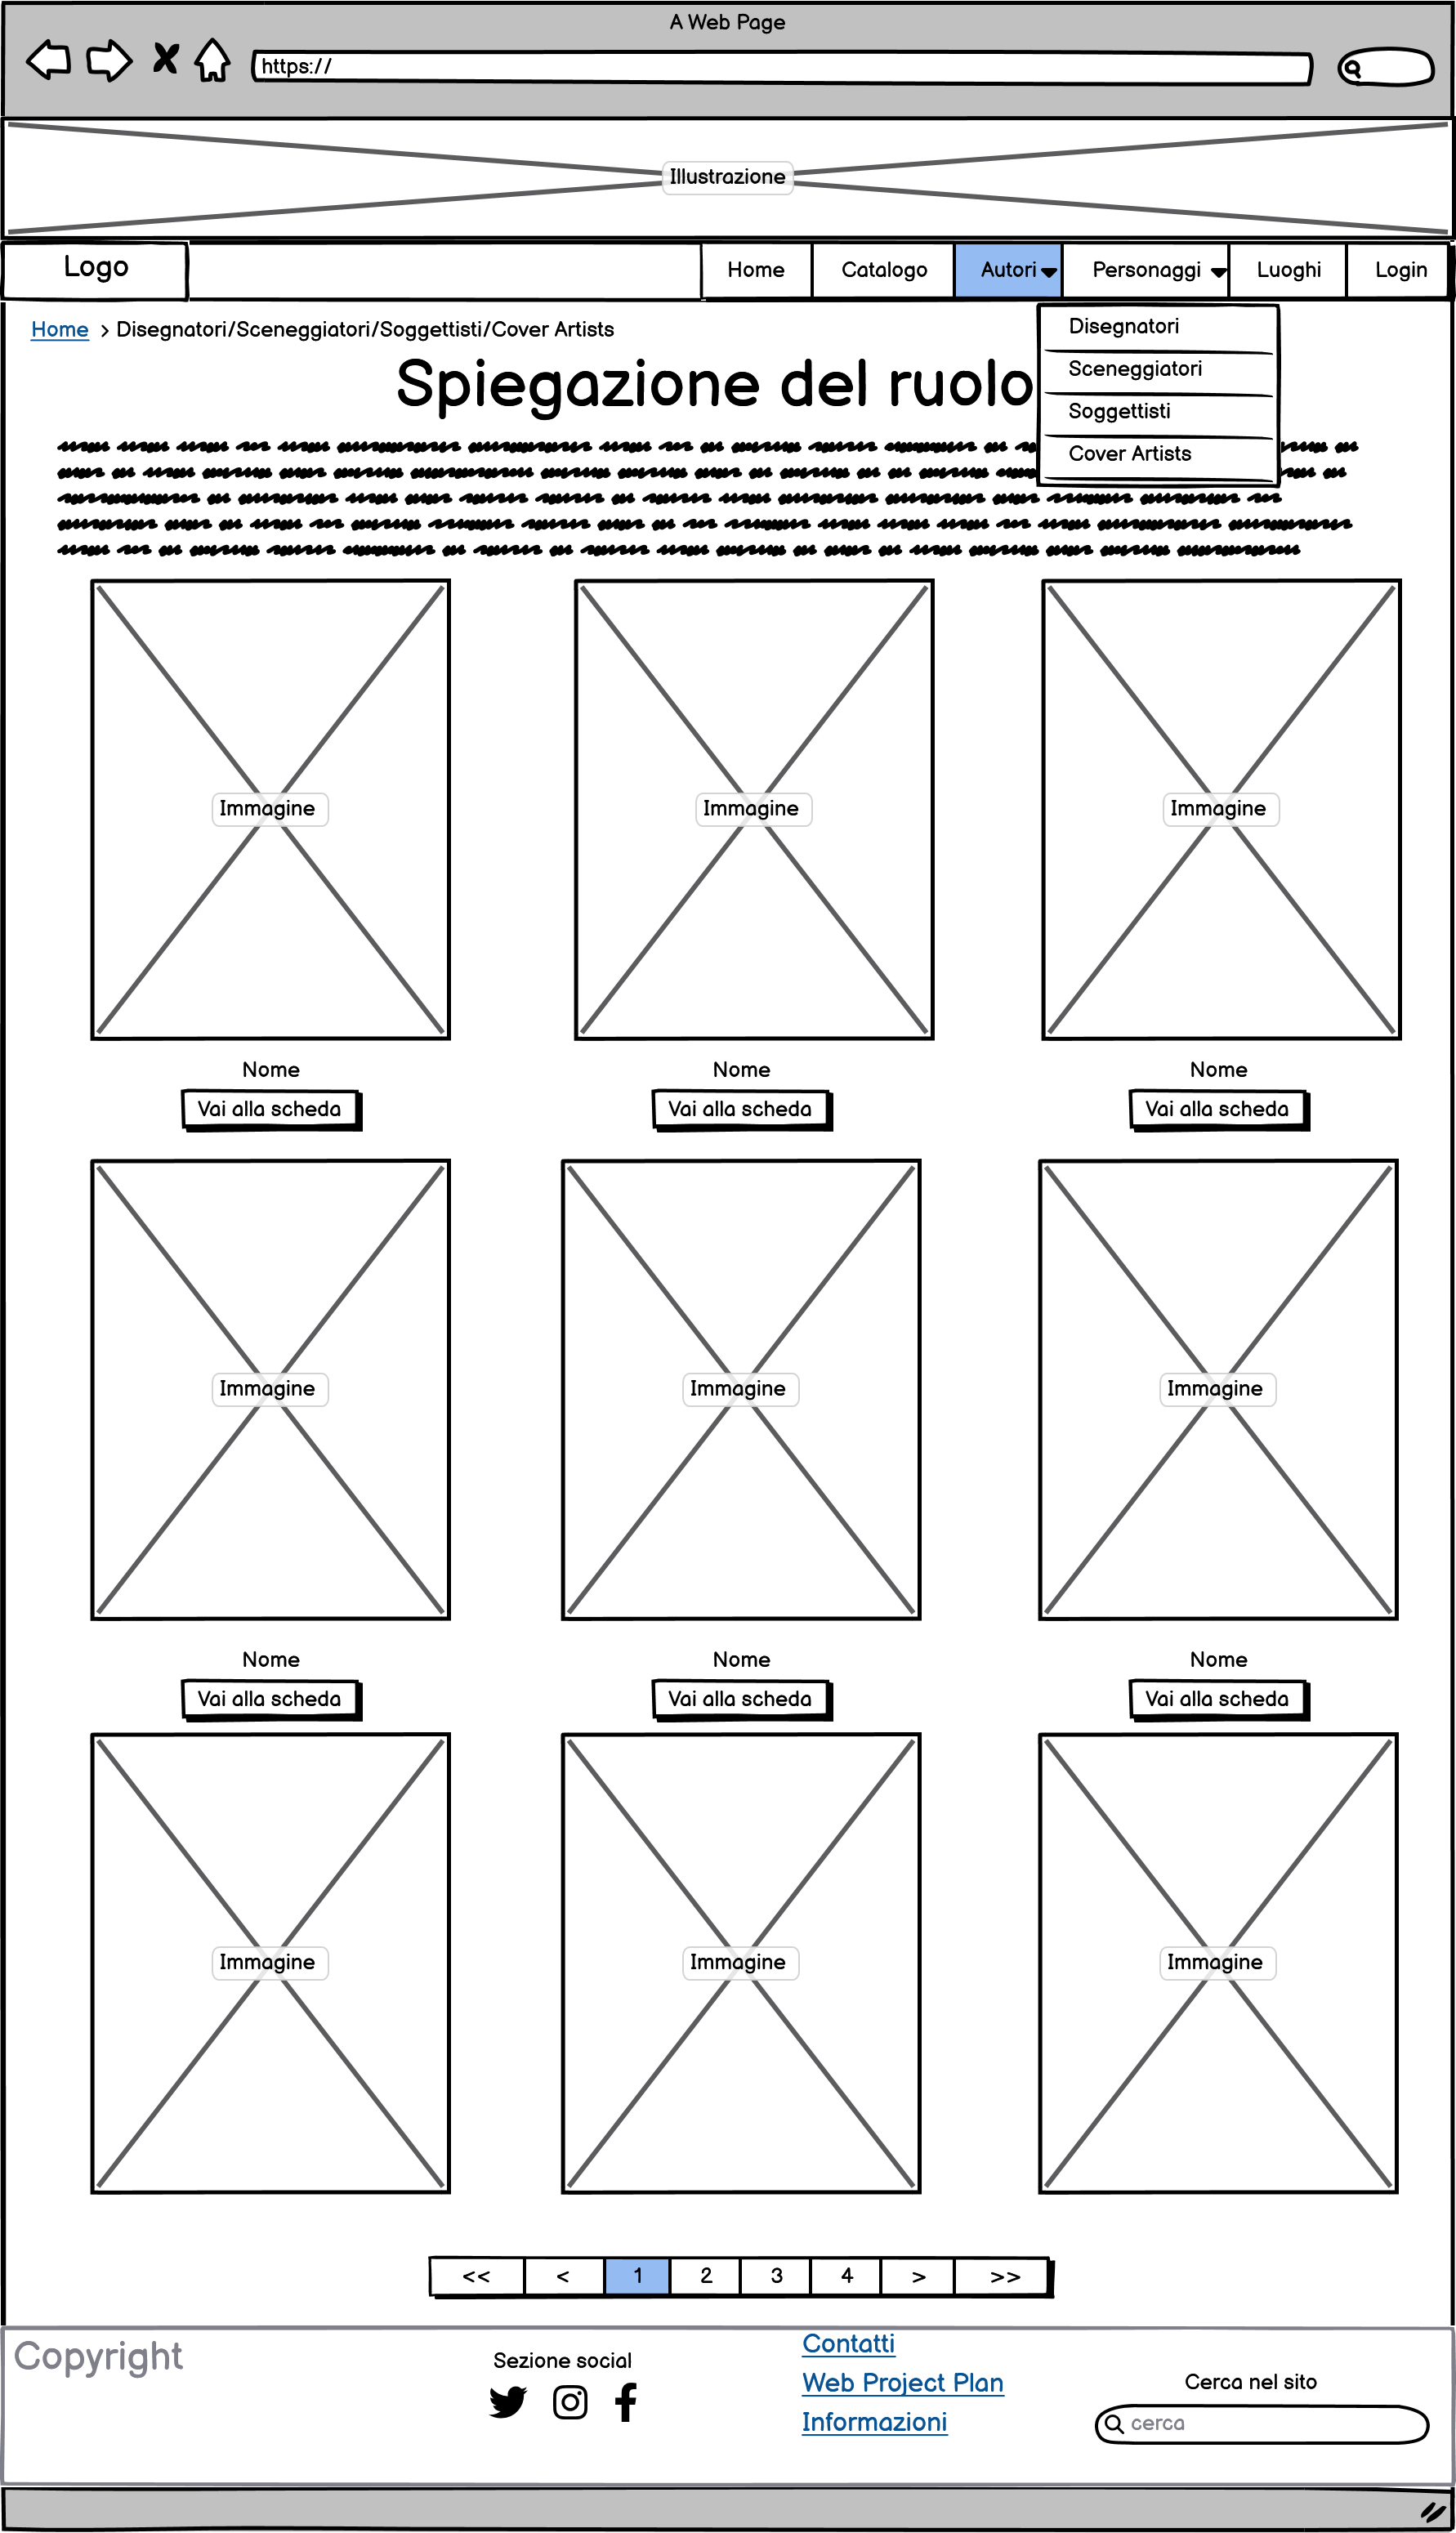 A Web Page
https://
Illustrazione
Logo
Home Catalogo Autori Personaggi Luoghi Login
Home > Disegnatori/Sceneggiatori/Soggettisti/Cover Artists
Disegnatori
Sceneggiatori
Soggettisti
Cover Artists
Spiegazione del ruolo
Immagine Immagine Immagine
Nome Nome Nome
Vai alla scheda Vai alla scheda Vai alla scheda
Immagine Immagine Immagine
Nome Nome Nome
Vai alla scheda Vai alla scheda Vai alla scheda
Immagine Immagine Immagine
<< < 1 2 3 4 > >>
Copyright
Sezione social
Contatti
Web Project Plan
Informazioni
Cerca nel sito
cerca